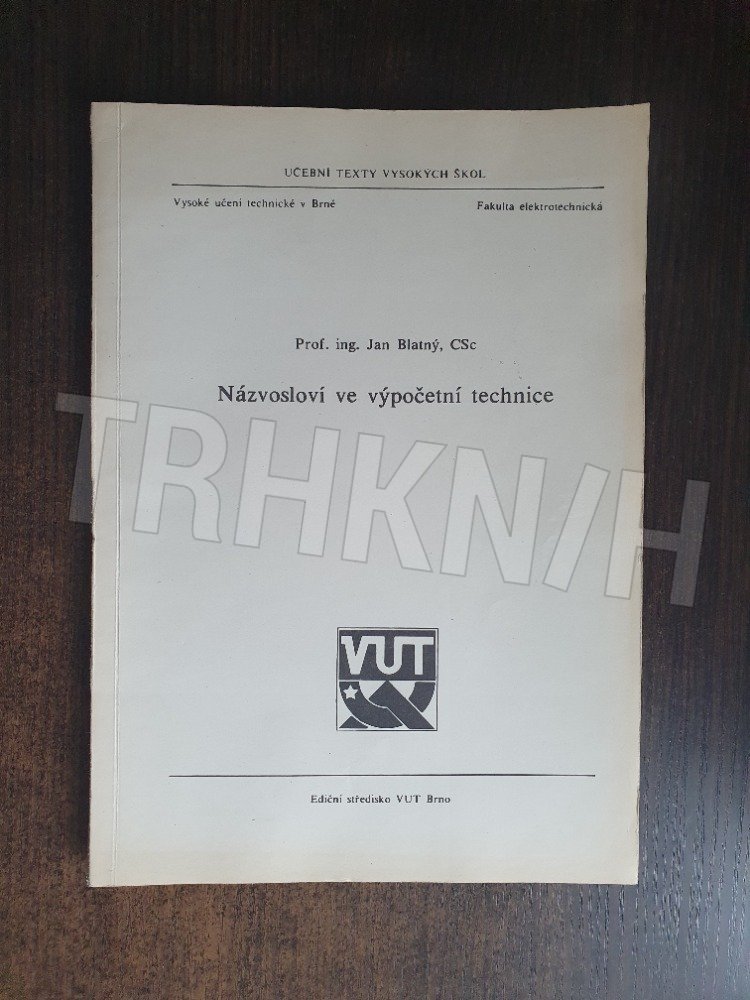 UČEBNÍ TEXTY VYSOKÝCH ŠKOL
Vysoké učení technické v Brně
Fakulta elektrotechnická
Prof. ing. Jan Blatný, CSc
Názvosloví ve výpočetní technice
TRHKN/H
VUT
Ediční středisko VUT Brno